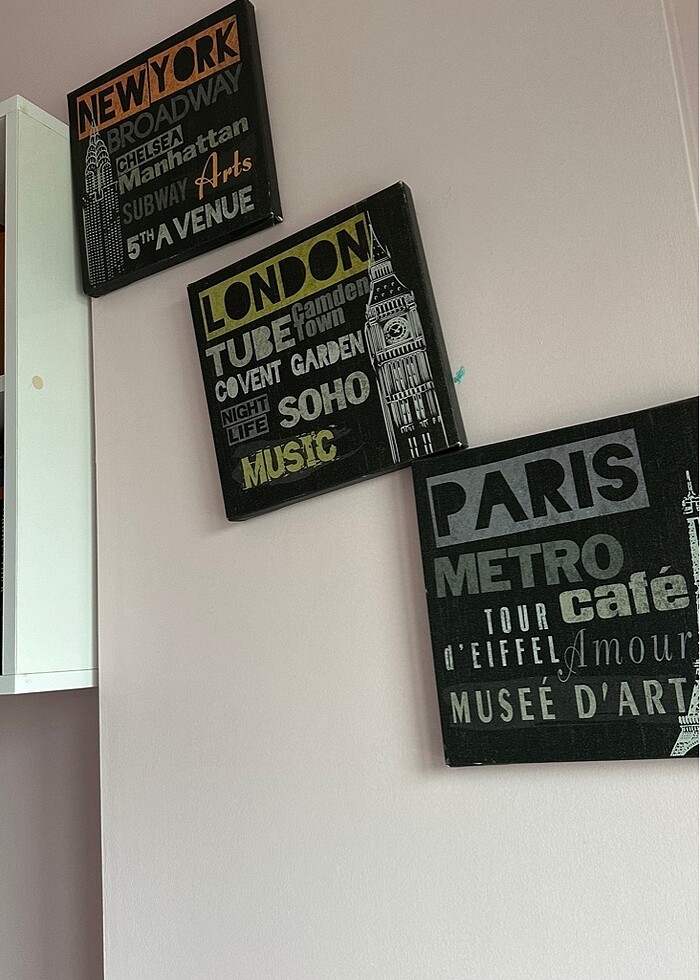 NEW YORK
BROADWAY
CHELSEA
Manhattan
SUBWAY Arts
5TH AVENUE
LONDON
TUBE Camden Town
COVENT GARDEN
NIGHT LIFE SOHO
MUSIC
PARIS
METRO
café
TOUR
d'EIFFEL Amour
MUSEÉ D'ART